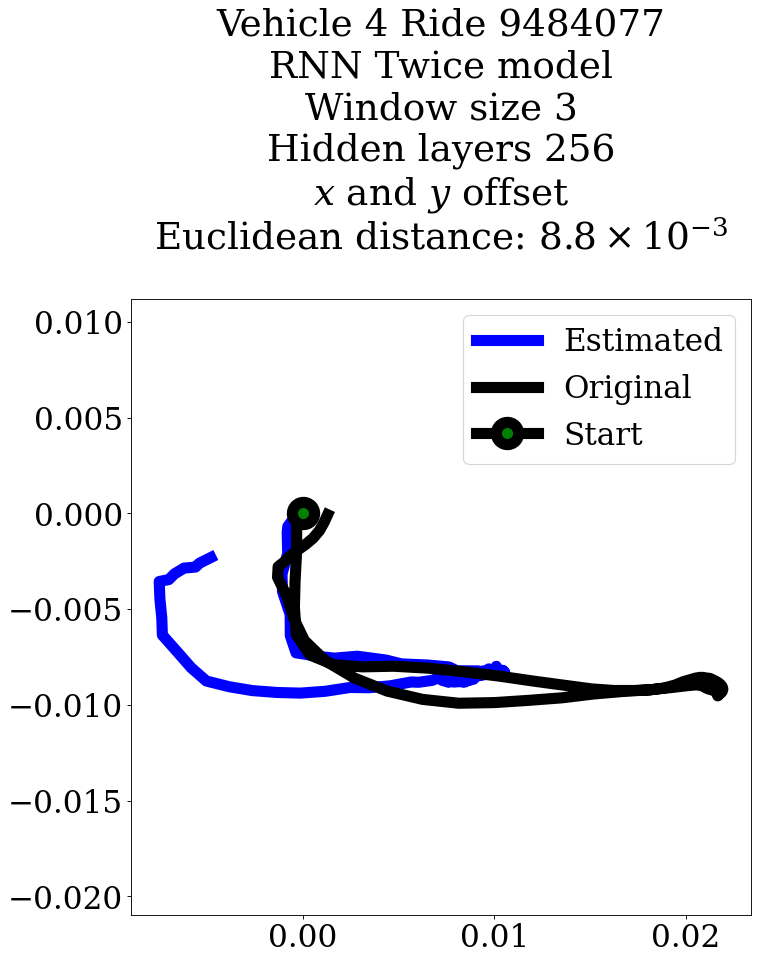 Vehicle 4 Ride 9484077
RNN Twice model
Window size 3
Hidden layers 256
x and y offset
Euclidean distance: 8.8 × 10⁻³
Estimated
Original
Start
0.010
0.005
0.000
−0.005
−0.010
−0.015
−0.020
0.00 0.01 0.02